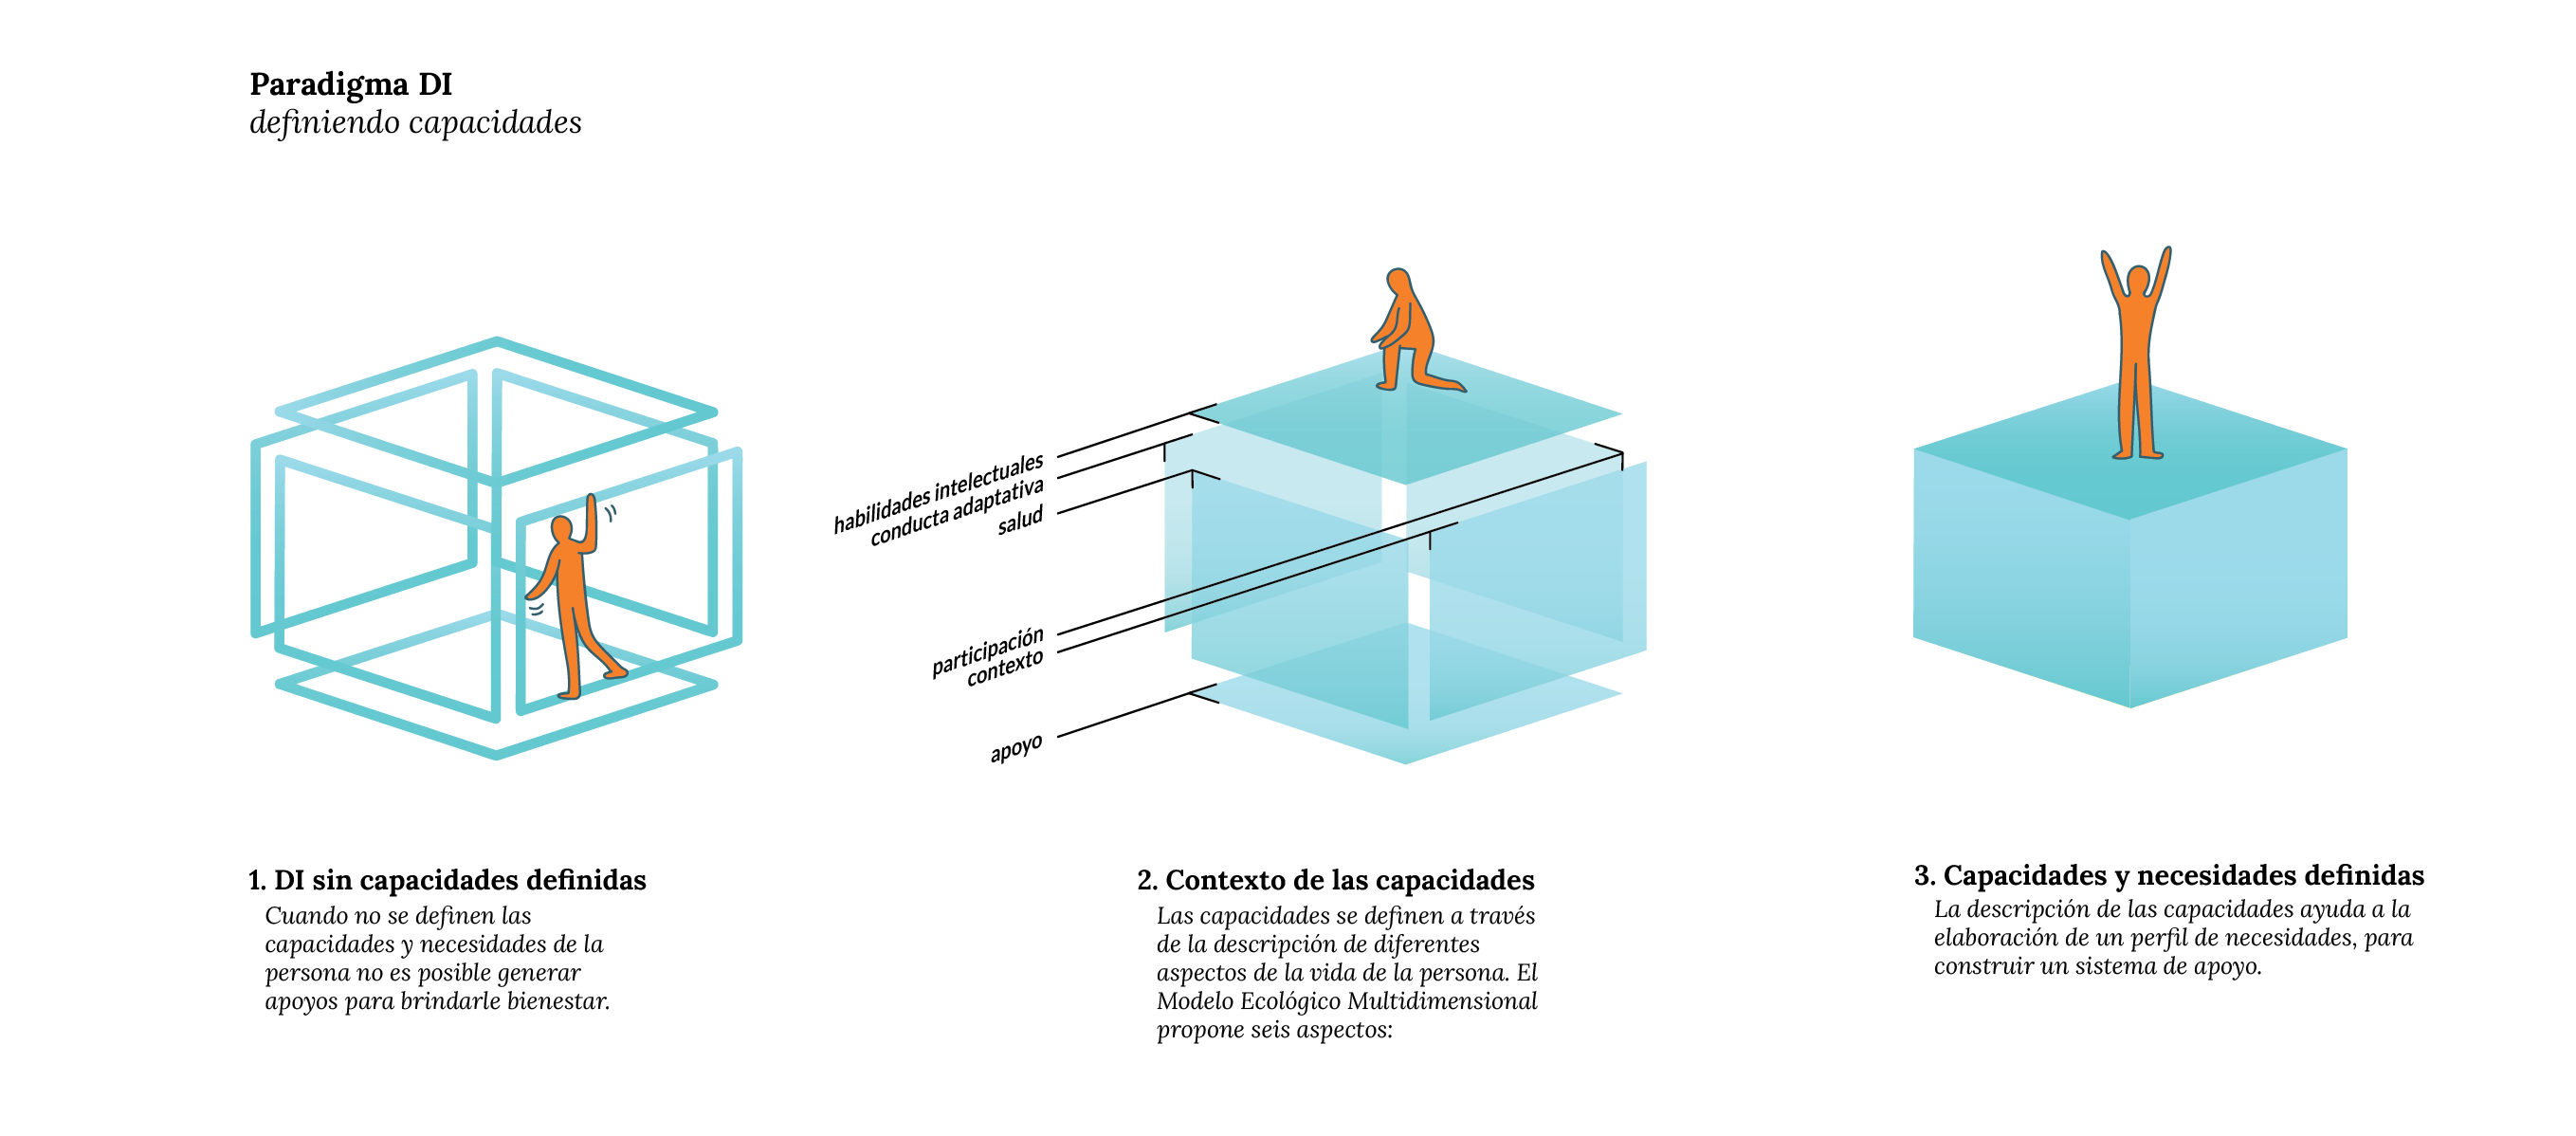 Paradigma DI
definiendo capacidades
habilidades intelectuales
conducta adaptativa
salud
participación
contexto
apoyo
1. DI sin capacidades definidas
Cuando no se definen las
capacidades y necesidades de la
persona no es posible generar
apoyos para brindarle bienestar.
2. Contexto de las capacidades
Las capacidades se definen a través
de la descripción de diferentes
aspectos de la vida de la persona. El
Modelo Ecológico Multidimensional
propone seis aspectos:
3. Capacidades y necesidades definidas
La descripción de las capacidades ayuda a la
elaboración de un perfil de necesidades, para
construir un sistema de apoyo.